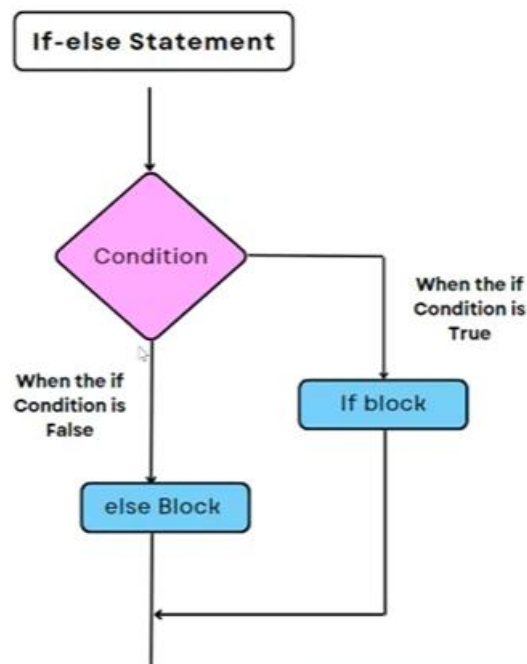 If-else Statement
Condition
When the if
Condition is
True
If block
When the if
Condition is
False
else Block